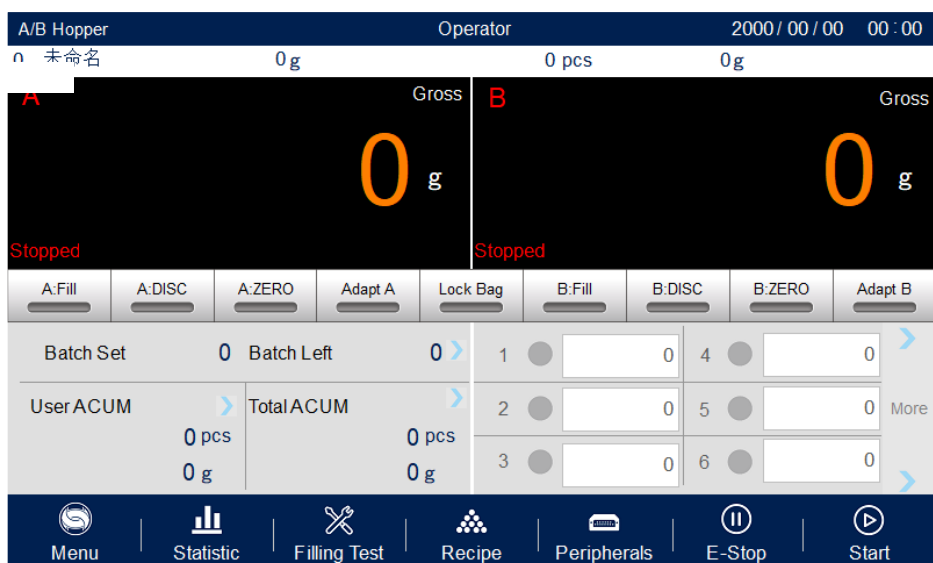 A/B Hopper Operator 2000/00/00 00:00
0 未命名 0 g 0 pcs 0 g
A Gross B Gross
0 g 0 g
Stopped Stopped
A:Fill A:DISC A:ZERO Adapt A Lock Bag B:Fill B:DISC B:ZERO Adapt B
Batch Set 0 Batch Left 0 1 0 4 0
User ACUM Total ACUM 2 0 5 0 More
0 pcs 0 pcs
0 g 0 g 3 0 6 0
Menu Statistic Filling Test Recipe Peripherals E-Stop Start